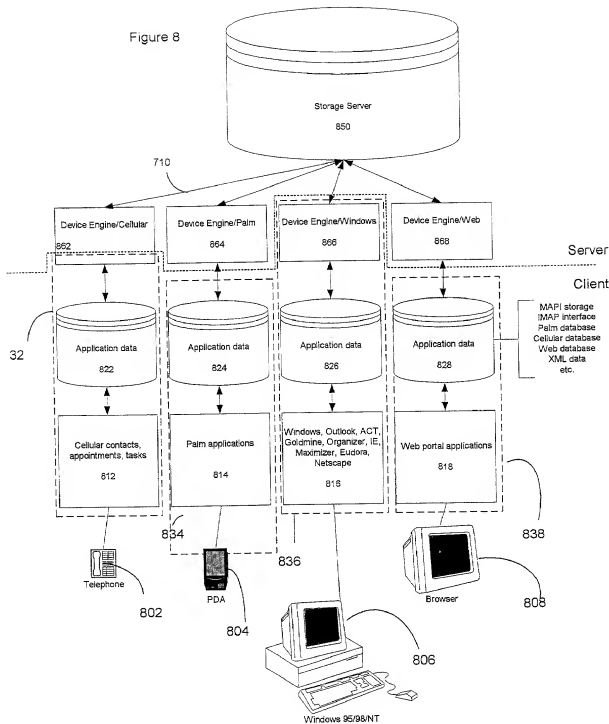 Figure 8
Storage Server
850
710
Device Engine/Cellular
862
Device Engine/Palm
864
Device Engine/Windows
866
Device Engine/Web
868
Server
Client
32
Application data
822
Application data
824
Application data
826
Application data
828
MAPI storage
IMAP interface
Palm database
Cellular database
Web database
XML data
etc.
Cellular contacts,
appointments, tasks
812
Palm applications
814
Windows, Outlook, ACT,
Goldmine, Organizer, IE,
Maximizer, Eudora,
Netscape
816
Web portal applications
818
834
836
838
Telephone
802
PDA
804
806
Browser
808
Windows 95/98/NT